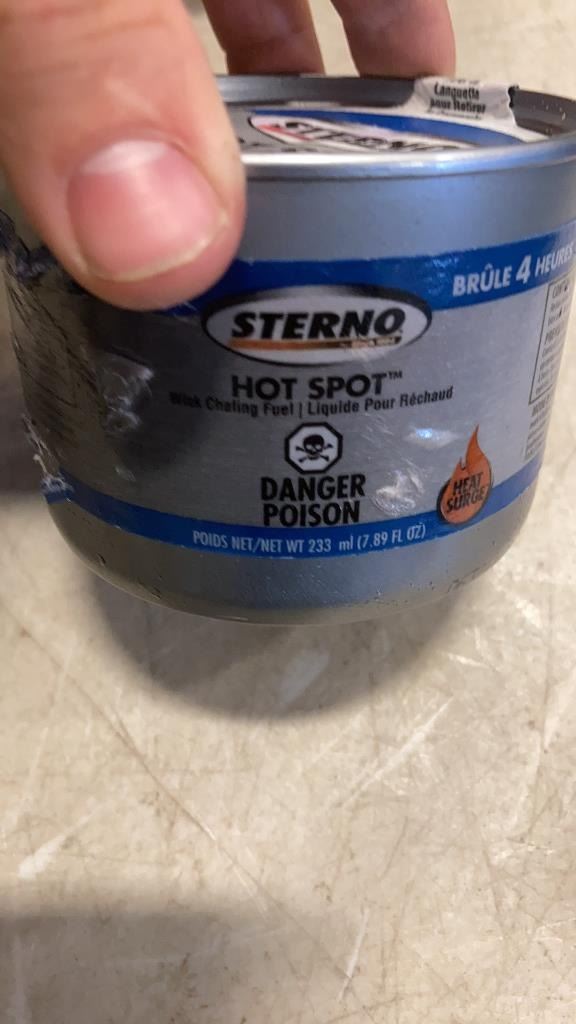 Languette
pour Retirer
STERNO
BRÛLE 4 HEURES
STERNO
HOT SPOT™
Wick Chafing Fuel | Liquide Pour Réchaud
DANGER
POISON
HEAT
SURGE
POIDS NET/NET WT 233 ml (7.89 FL OZ)